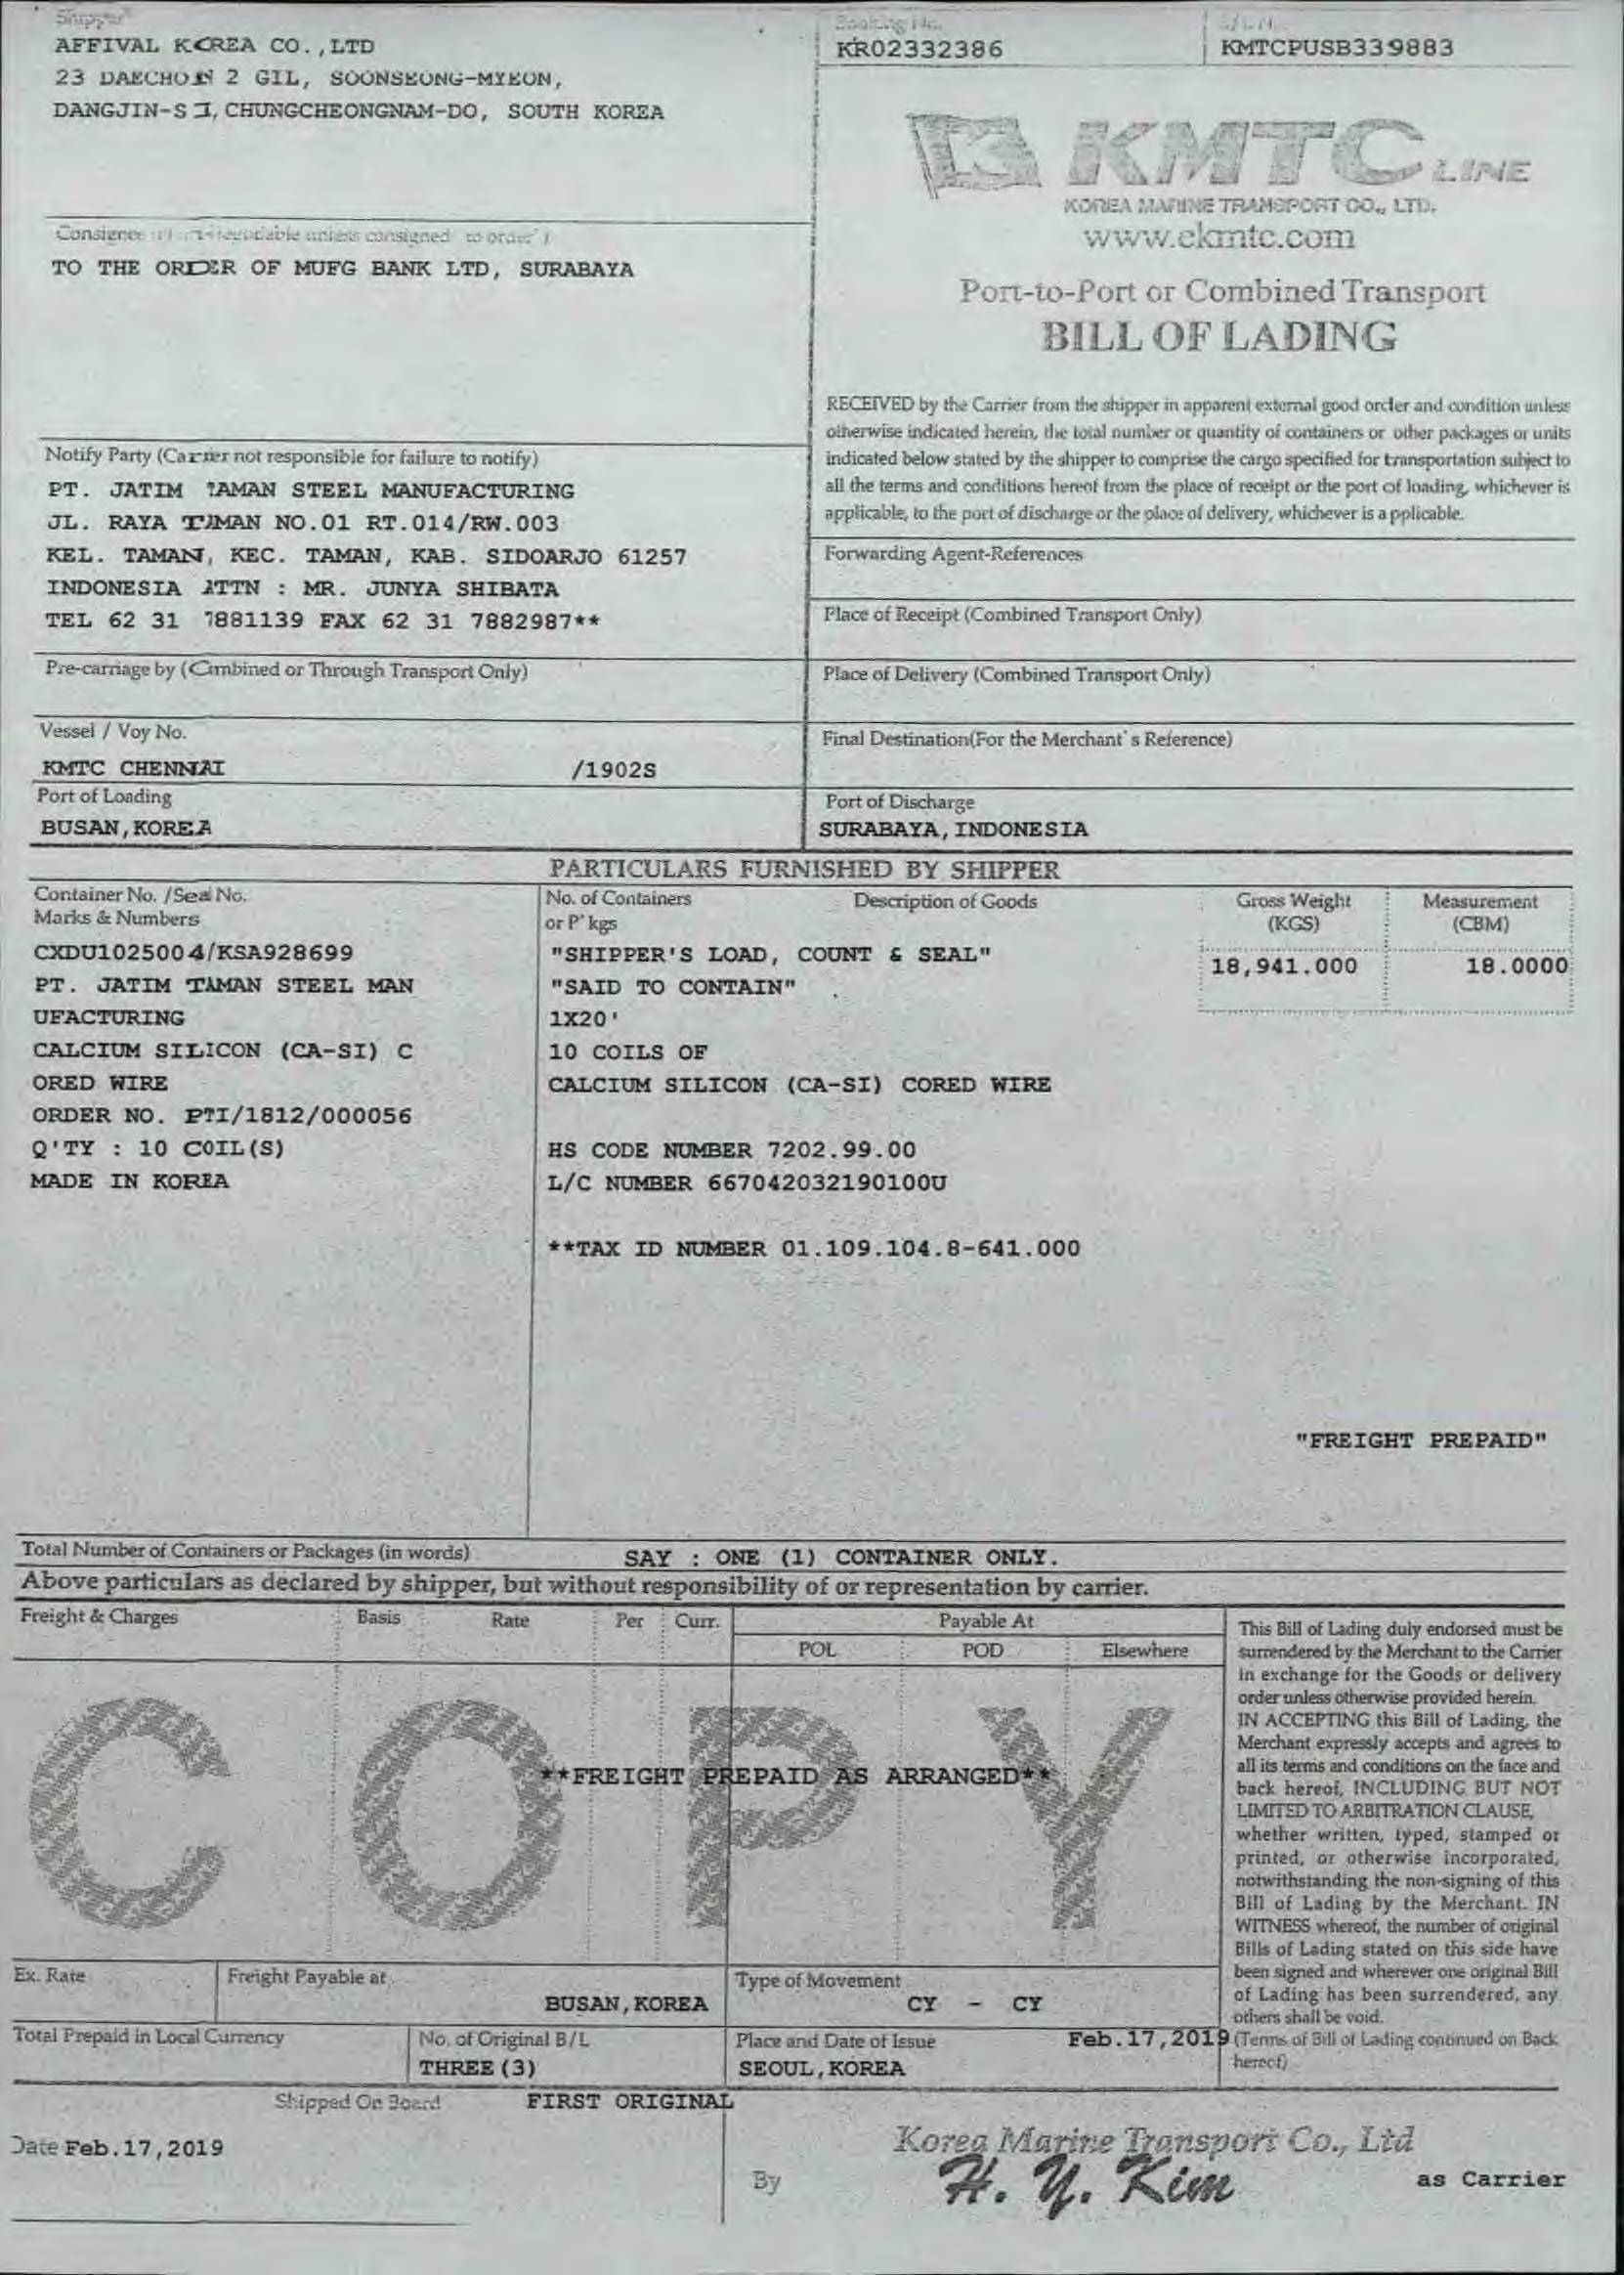 Shipper
AFFIVAL KOREA CO.,LTD
23 DAECHOIN 2 GIL, SOONSEONG-MYEON,
DANGJIN-SI, CHUNGCHEONGNAM-DO, SOUTH KOREA
Booking No.
KR02332386
KMTCPUSB339883
KMTC LINE
KOREA MARINE TRANSPORT CO., LTD.
www.ekmtc.com
Port-to-Port or Combined Transport
BILL OF LADING
Consignee (Non-Negotiable unless consigned to order)
TO THE ORDER OF MUFG BANK LTD, SURABAYA
RECEIVED by the Carrier from the shipper in apparent external good order and condition unless
otherwise indicated herein, the total number or quantity of containers or other packages or units
indicated below stated by the shipper to comprise the cargo specified for transportation subject to
all the terms and conditions hereof from the place of receipt or the port of loading, whichever is
applicable, to the port of discharge or the place of delivery, whichever is applicable.
Notify Party (Carrier not responsible for failure to notify)
PT. JATIM TAMAN STEEL MANUFACTURING
JL. RAYA TAMAN NO.01 RT.014/RW.003
KEL. TAMAN, KEC. TAMAN, KAB. SIDOARJO 61257
INDONESIA ATTN : MR. JUNYA SHIBATA
TEL 62 31 7881139 FAX 62 31 7882987**
Forwarding Agent-References
Place of Receipt (Combined Transport Only)
Pre-carriage by (Combined or Through Transport Only)
Place of Delivery (Combined Transport Only)
Vessel / Voy No.
KMTC CHENNAI /1902S
Final Destination(For the Merchant's Reference)
Port of Loading
BUSAN,KOREA
Port of Discharge
SURABAYA,INDONESIA
PARTICULARS FURNISHED BY SHIPPER
Container No. /Seal No.
Marks & Numbers
No. of Containers
or P'kgs
Description of Goods
Gross Weight
(KGS)
Measurement
(CBM)
CXDU1025004/KSA928699
PT. JATIM TAMAN STEEL MAN
UFACTURING
CALCIUM SILICON (CA-SI) C
ORED WIRE
ORDER NO. PTI/1812/000056
Q'TY : 10 COIL(S)
MADE IN KOREA
"SHIPPER'S LOAD, COUNT & SEAL"
"SAID TO CONTAIN"
1X20'
10 COILS OF
CALCIUM SILICON (CA-SI) CORED WIRE
HS CODE NUMBER 7202.99.00
L/C NUMBER 667042032190100U
**TAX ID NUMBER 01.109.104.8-641.000
18,941.000
18.0000
"FREIGHT PREPAID"
Total Number of Containers or Packages (in words)
SAY : ONE (1) CONTAINER ONLY.
Above particulars as declared by shipper, but without responsibility of or representation by carrier.
Freight & Charges
Basis
Rate
Per
Curr.
Payable At
POL
POD
Elsewhere
COPY
**FREIGHT PREPAID AS ARRANGED**
This Bill of Lading duly endorsed must be
surrendered by the Merchant to the Carrier
in exchange for the Goods or delivery
order unless otherwise provided herein.
IN ACCEPTING this Bill of Lading, the
Merchant expressly accepts and agrees to
all its terms and conditions on the face and
back hereof, INCLUDING BUT NOT
LIMITED TO ARBITRATION CLAUSE,
whether written, typed, stamped or
printed, or otherwise incorporated,
notwithstanding the non-signing of this
Bill of Lading by the Merchant. IN
WITNESS whereof, the number of original
Bills of Lading stated on this side have
been signed and wherever one original Bill
of Lading has been surrendered, any
others shall be void.
(Terms of Bill of Lading continued on Back
hereof)
Ex. Rate
Freight Payable at
BUSAN,KOREA
Type of Movement
CY - CY
Total Prepaid in Local Currency
No. of Original B/L
THREE(3)
Place and Date of Issue
Feb.17,2019
SEOUL,KOREA
Shipped On Board
FIRST ORIGINAL
Date Feb.17,2019
Korea Marine Transport Co., Ltd
By
H. Y. Kim
as Carrier